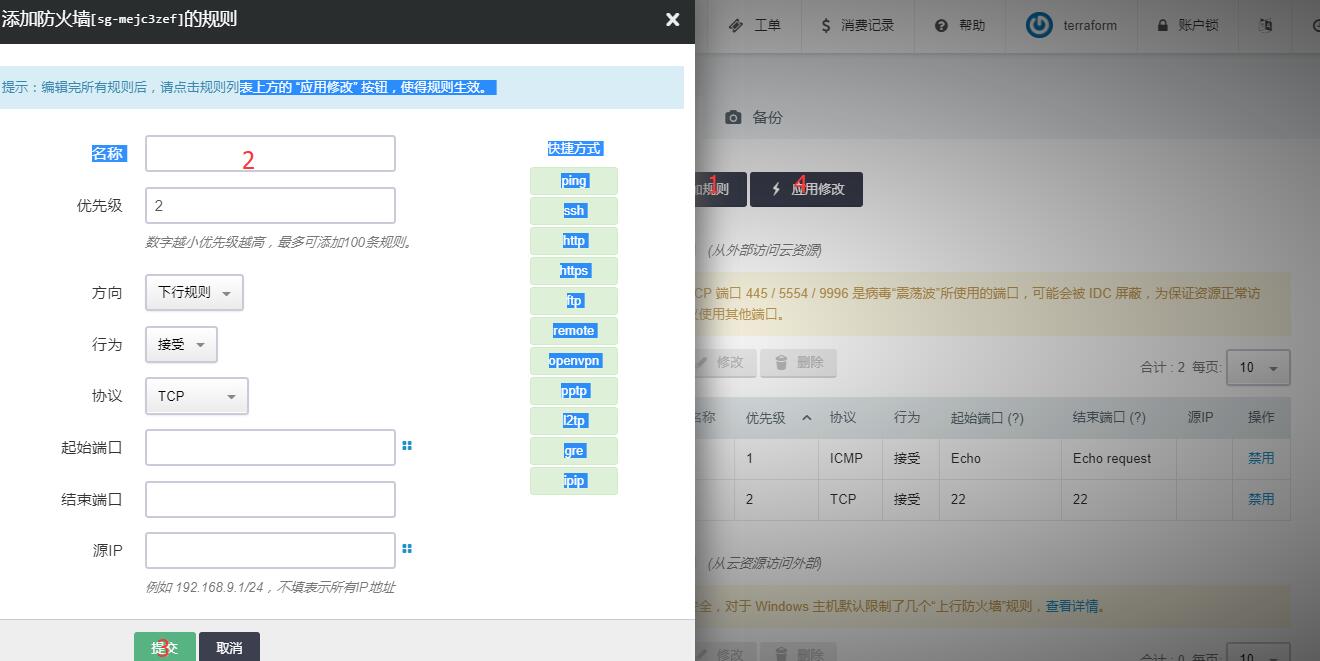 添加防火墙[sg-mejc3zef]的规则
提示：编辑完所有规则后，请点击规则列表上方的 “应用修改” 按钮，使得规则生效。
名称
2
优先级
2
数字越小优先级越高，最多可添加100条规则。
方向
下行规则
行为
接受
协议
TCP
起始端口
结束端口
源IP
例如 192.168.9.1/24，不填表示所有IP地址
提交
3
取消
快捷方式
ping
ssh
http
https
ftp
remote
openvpn
pptp
l2tp
gre
ipip
工单
$ 消费记录
帮助
terraform
账户锁
备份
加规则
1
应用修改
4
(从外部访问云资源)
CP 端口 445 / 5554 / 9996 是病毒“震荡波”所使用的端口，可能会被 IDC 屏蔽，为保证资源正常访
使用其他端口。
修改
删除
合计 : 2 每页:
10
名称 优先级 协议 行为 起始端口 (?) 结束端口 (?) 源IP 操作
1 ICMP 接受 Echo Echo request 禁用
2 TCP 接受 22 22 禁用
(从云资源访问外部)
全，对于 Windows 主机默认限制了几个“上行防火墙”规则，查看详情。
修改
删除
合计 : 0 每页:
10